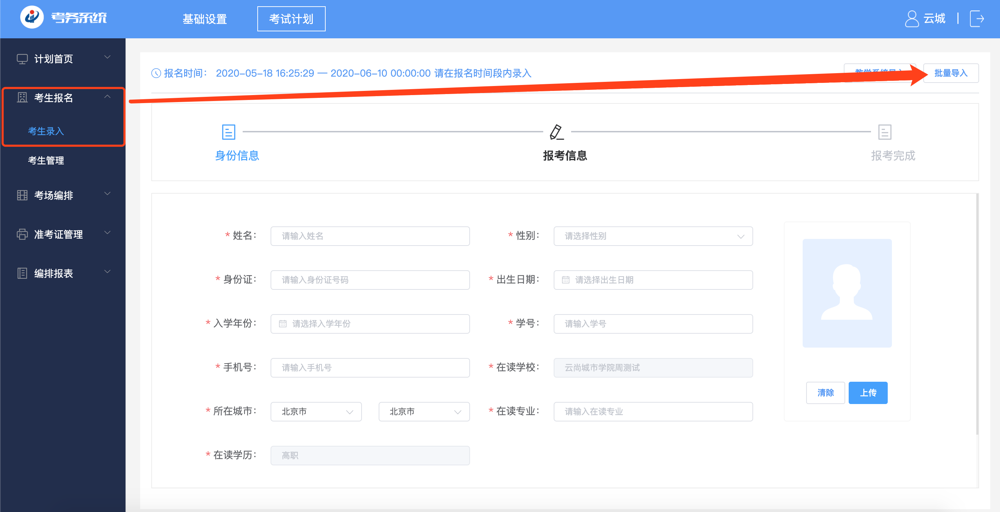 考务系统
基础设置
考试计划
云城
计划首页
考生报名
考生录入
考生管理
考场编排
准考证管理
编排报表
报名时间： 2020-05-18 16:25:29 — 2020-06-10 00:00:00 请在报名时间段内录入
教学系统导入
批量导入
身份信息
报考信息
报考完成
* 姓名： 请输入姓名
* 性别： 请选择性别
* 身份证： 请输入身份证号码
* 出生日期： 请选择出生日期
* 入学年份： 请选择入学年份
* 学号： 请输入学号
* 手机号： 请输入手机号
* 在读学校： 云尚城市学院周测试
* 所在城市： 北京市 北京市
* 在读专业： 请输入在读专业
* 在读学历： 高职
清除
上传